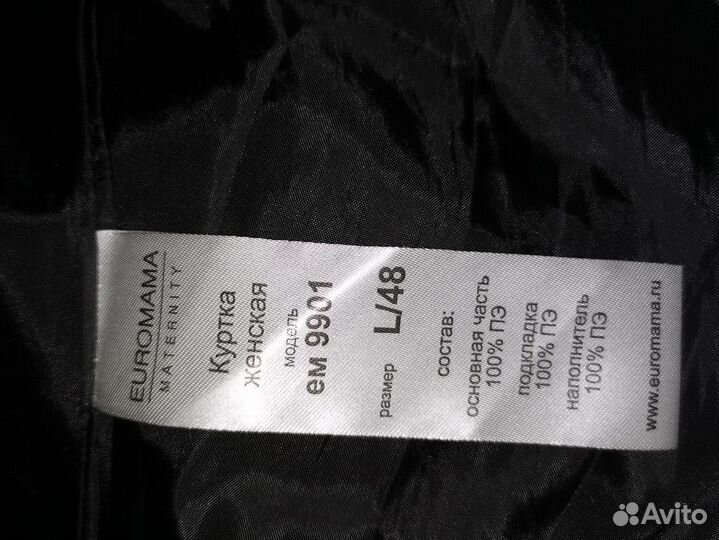 EUROMAMA
MATERNITY
Куртка
женская
модель
ем 9901
размер L/48
состав:
основная часть
100% ПЭ
подкладка
100% ПЭ
наполнитель
100% ПЭ
www.euromama.ru
Avito